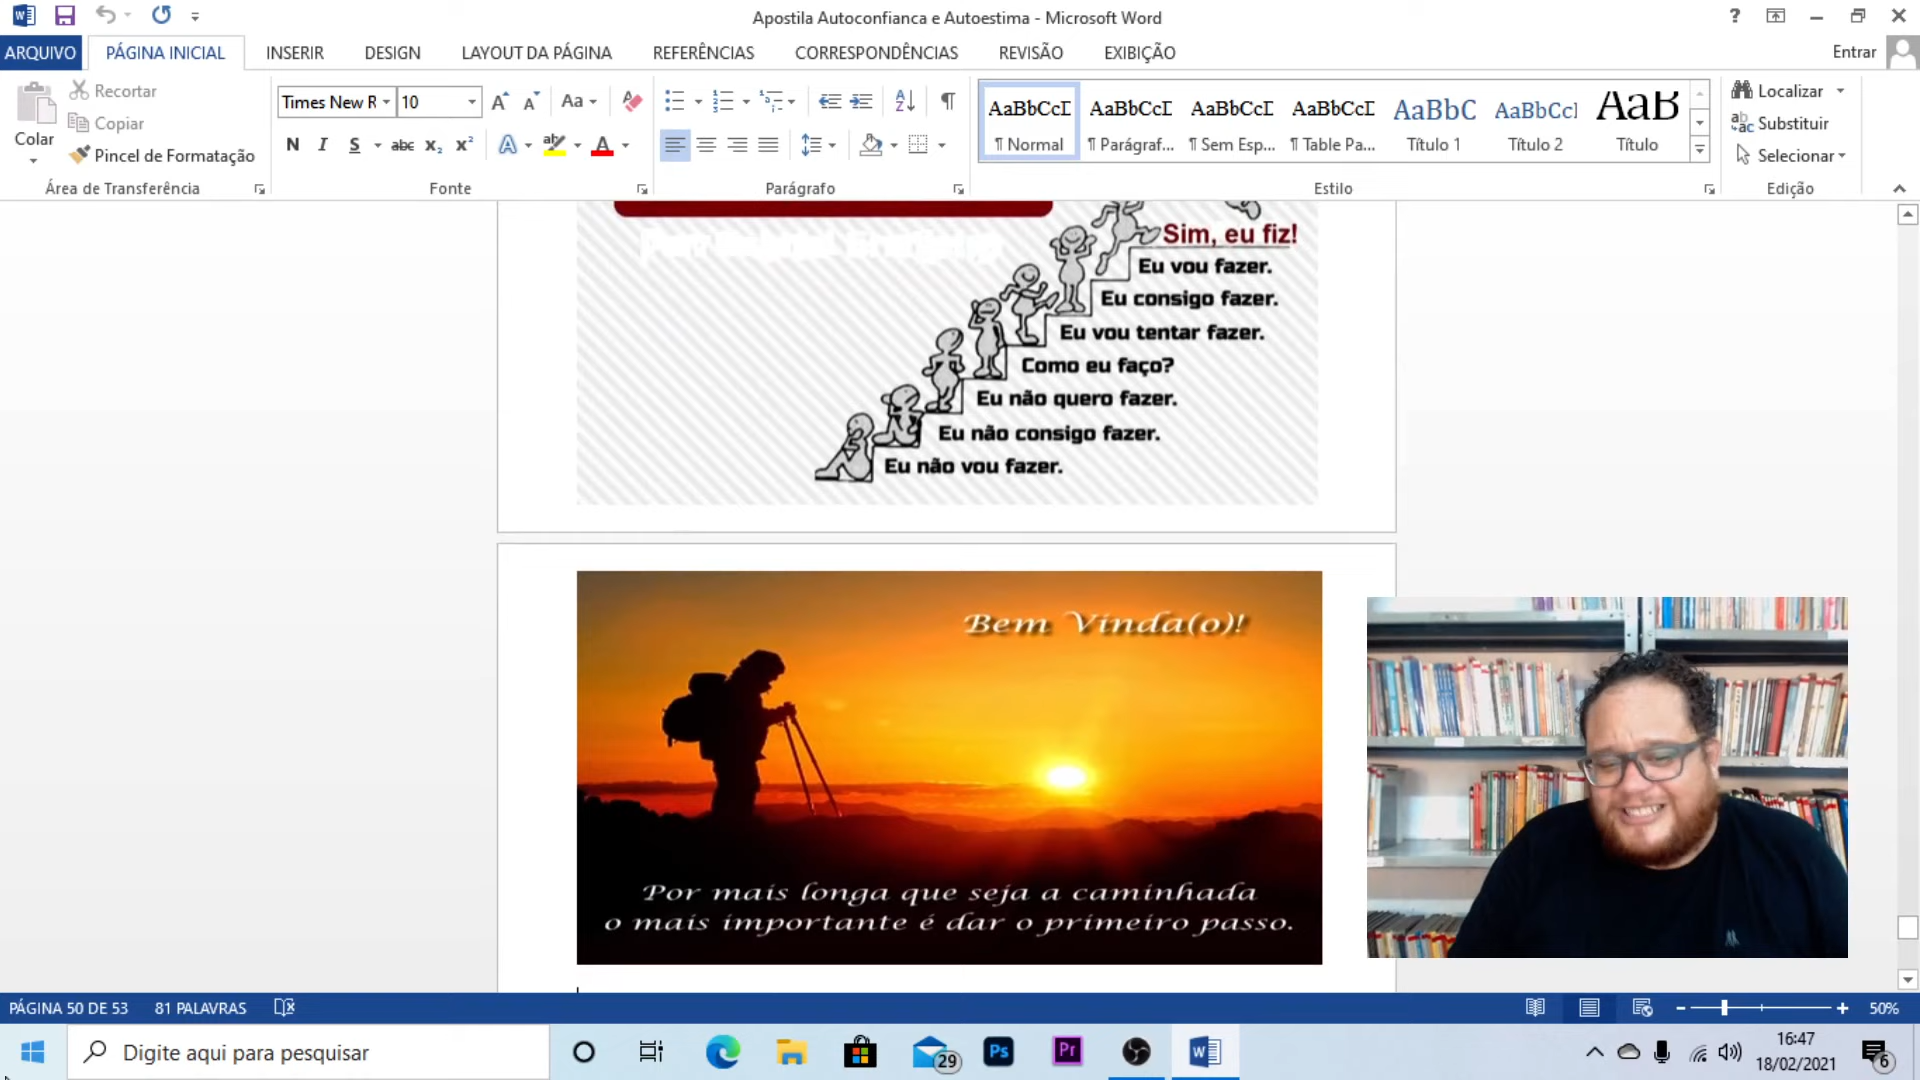 Apostila Autoconfianca e Autoestima - Microsoft Word
?
ARQUIVO
PÁGINA INICIAL
INSERIR
DESIGN
LAYOUT DA PÁGINA
REFERÊNCIAS
CORRESPONDÊNCIAS
REVISÃO
EXIBIÇÃO
Entrar
Colar
Recortar
Copiar
Pincel de Formatação
Área de Transferência
Times New R
10
Aa
N I S abc x₂ x²
A
Fonte
Parágrafo
AaBbCcD AaBbCcD AaBbCcD AaBbCcD AaBbC AaBbCcI AaB
¶ Normal
¶ Parágraf...
¶ Sem Esp...
¶ Table Pa...
Título 1
Título 2
Título
Estilo
Localizar
Substituir
Selecionar
Edição
Sim, eu fiz!
Eu vou fazer.
Eu consigo fazer.
Eu vou tentar fazer.
Como eu faço?
Eu não quero fazer.
Eu não consigo fazer.
Eu não vou fazer.
Bem Vinda(o)!
Por mais longa que seja a caminhada
o mais importante é dar o primeiro passo.
PÁGINA 50 DE 53
81 PALAVRAS
50%
Digite aqui para pesquisar
29
Ps
Pr
16:47
18/02/2021
6